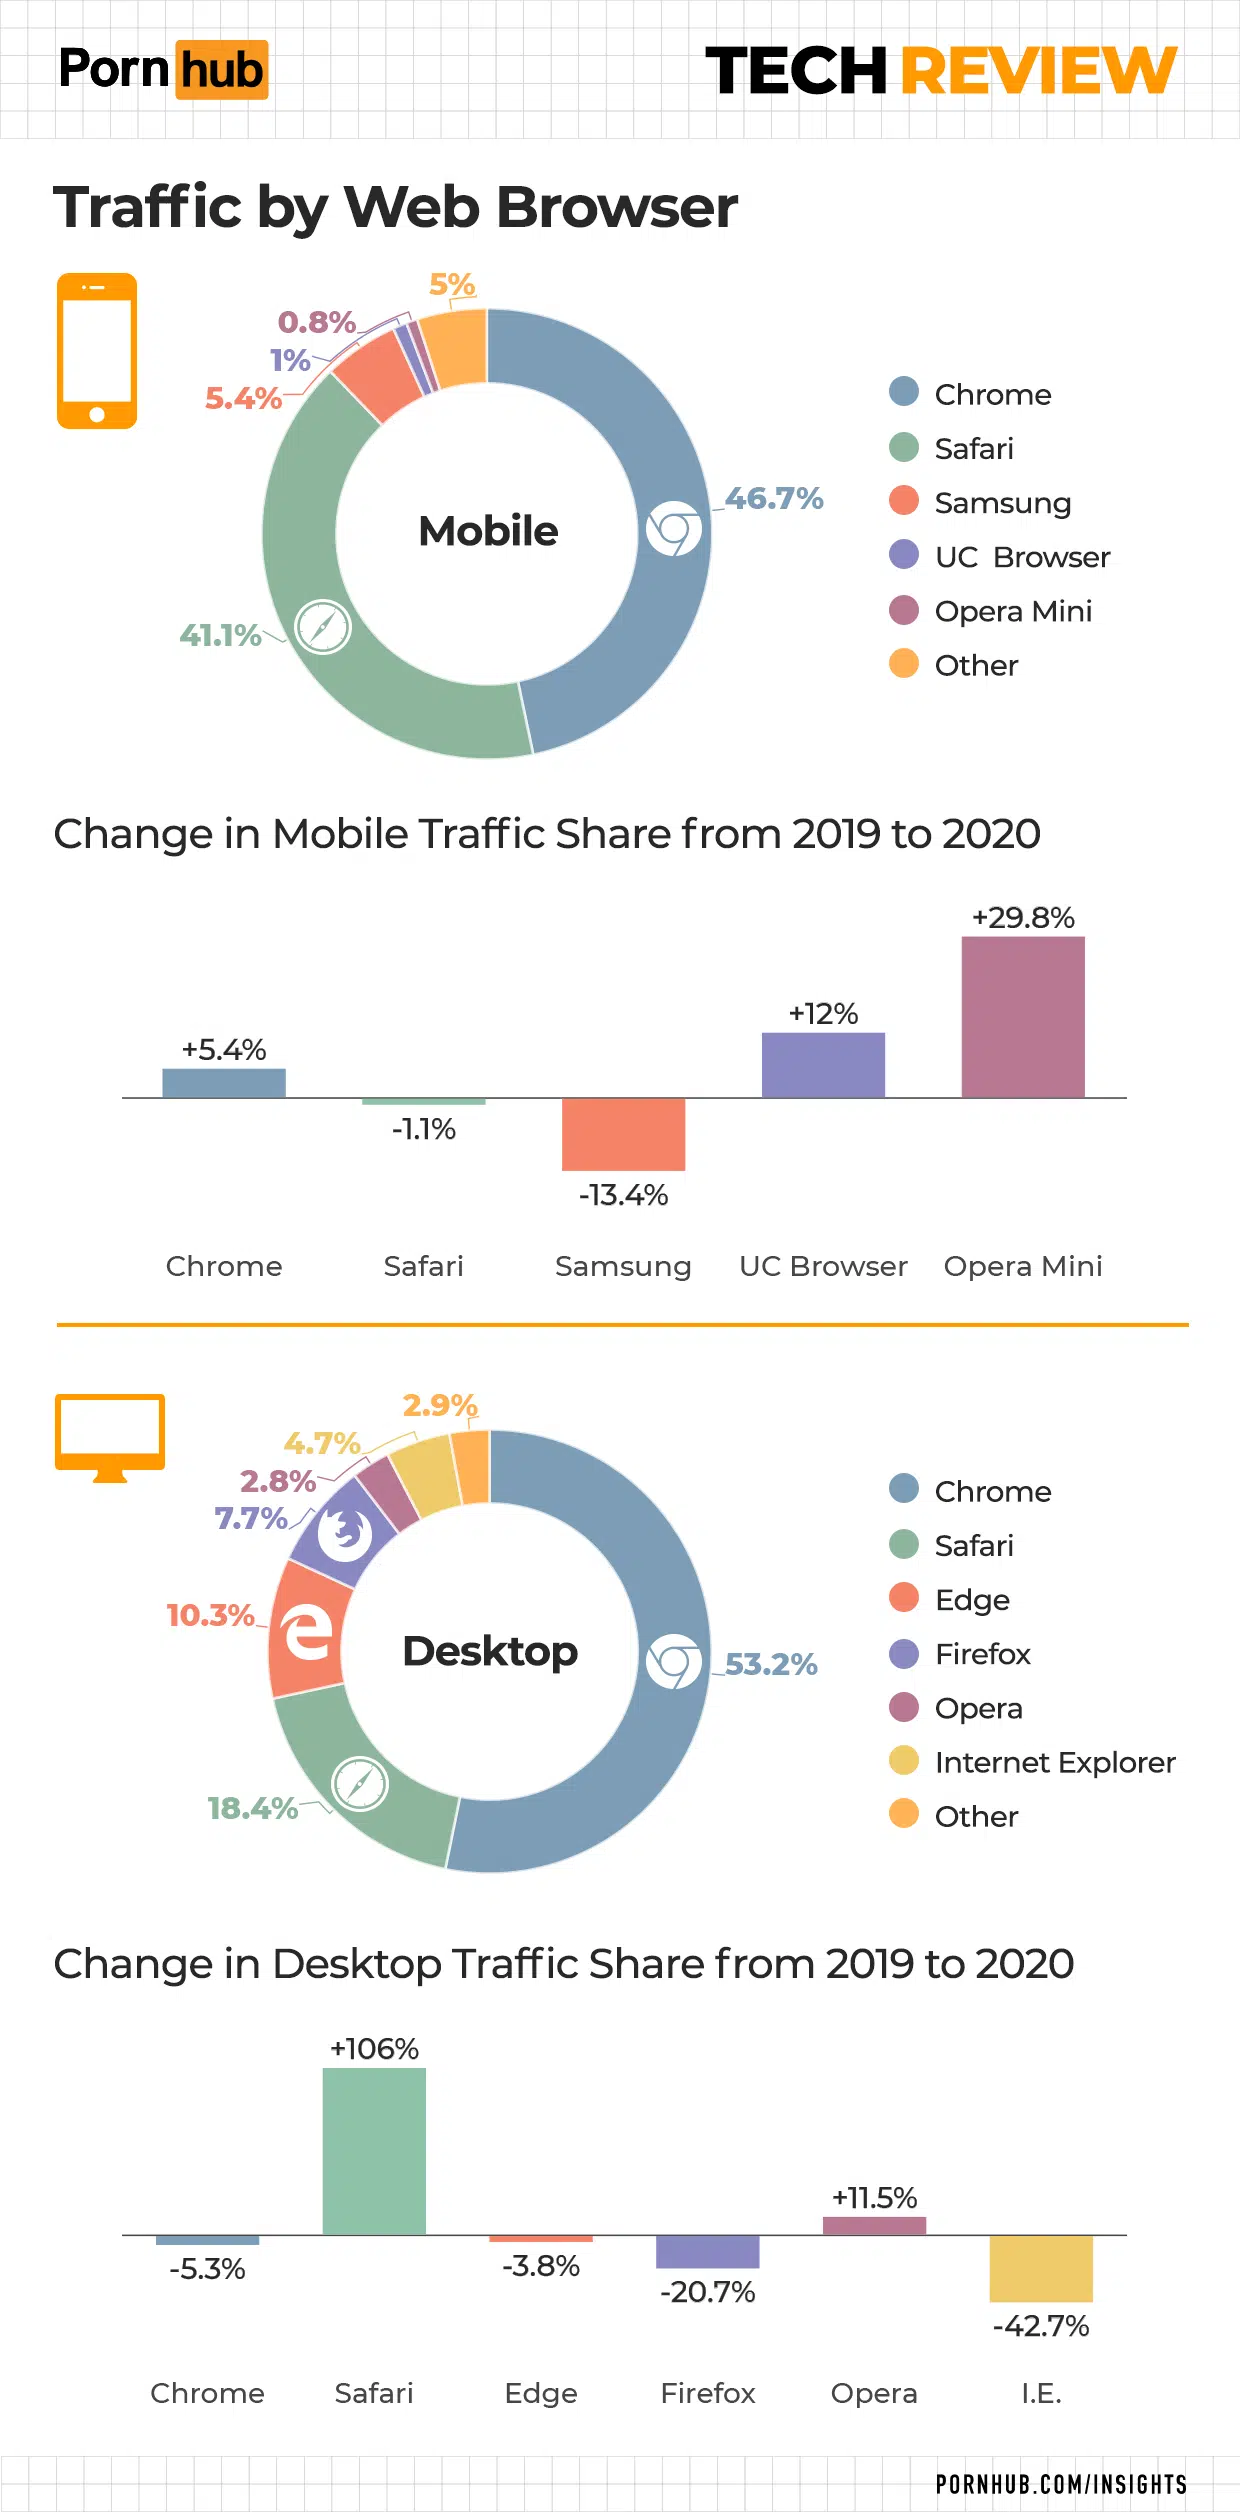 Porn hub
TECH REVIEW
Traffic by Web Browser
5%
0.8%
1%
5.4%
46.7%
41.1%
Mobile
Chrome
Safari
Samsung
UC Browser
Opera Mini
Other
Change in Mobile Traffic Share from 2019 to 2020
+5.4%
-1.1%
-13.4%
+12%
+29.8%
Chrome Safari Samsung UC Browser Opera Mini
2.9%
4.7%
2.8%
7.7%
10.3%
18.4%
53.2%
Desktop
Chrome
Safari
Edge
Firefox
Opera
Internet Explorer
Other
Change in Desktop Traffic Share from 2019 to 2020
-5.3%
+106%
-3.8%
-20.7%
+11.5%
-42.7%
Chrome Safari Edge Firefox Opera I.E.
PORNHUB.COM/INSIGHTS